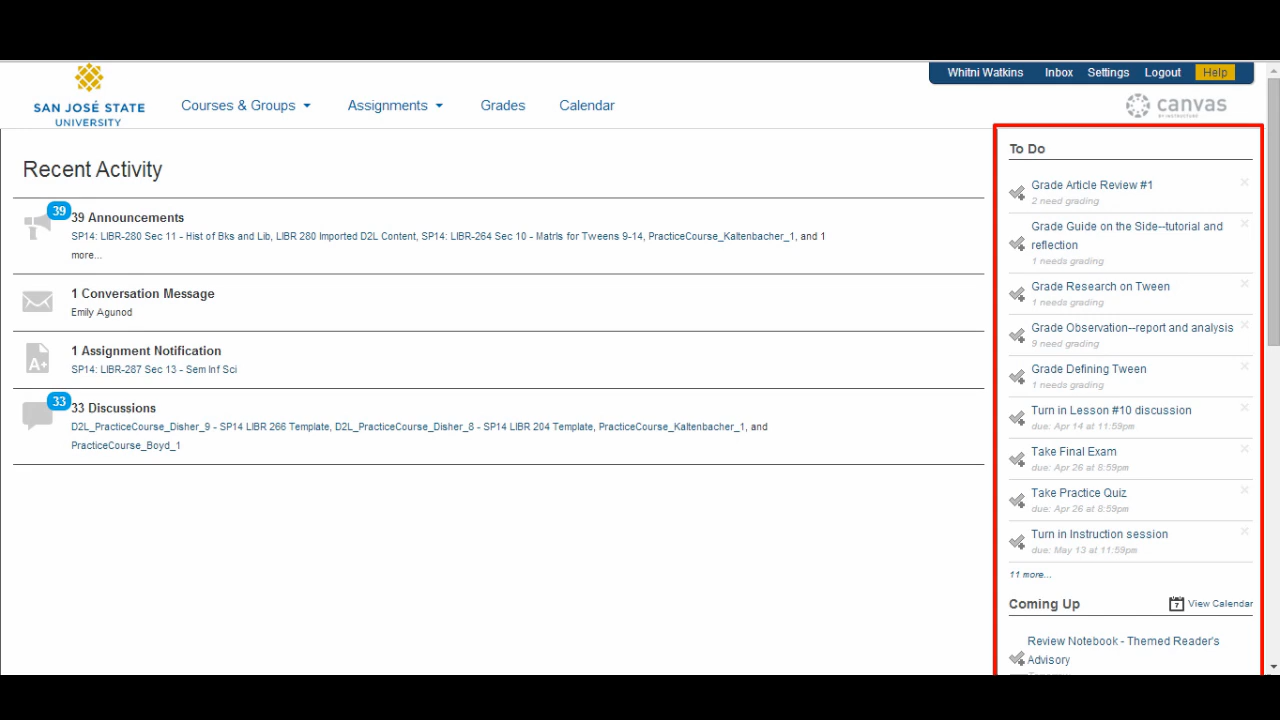 Whitni Watkins Inbox Settings Logout Help
SAN JOSÉ STATE
UNIVERSITY
Courses & Groups Assignments Grades Calendar
canvas
BY INSTRUCTURE
Recent Activity
39
39 Announcements
SP14: LIBR-280 Sec 11 - Hist of Bks and Lib, LIBR 280 Imported D2L Content, SP14: LIBR-264 Sec 10 - Matrls for Tweens 9-14, PracticeCourse_Kaltenbacher_1, and 1
more...
1 Conversation Message
Emily Agunod
A+
1 Assignment Notification
SP14: LIBR-287 Sec 13 - Sem Inf Sci
33
33 Discussions
D2L_PracticeCourse_Disher_9 - SP14 LIBR 266 Template, D2L_PracticeCourse_Disher_8 - SP14 LIBR 204 Template, PracticeCourse_Kaltenbacher_1, and
PracticeCourse_Boyd_1
To Do
Grade Article Review #1
2 need grading
Grade Guide on the Side--tutorial and
reflection
1 needs grading
Grade Research on Tween
1 needs grading
Grade Observation--report and analysis
9 need grading
Grade Defining Tween
1 needs grading
Turn in Lesson #10 discussion
due: Apr 14 at 11:59pm
Take Final Exam
due: Apr 26 at 8:59pm
Take Practice Quiz
due: Apr 26 at 8:59pm
Turn in Instruction session
due: May 13 at 11:59pm
11 more...
Coming Up
7 View Calendar
Review Notebook - Themed Reader's
Advisory